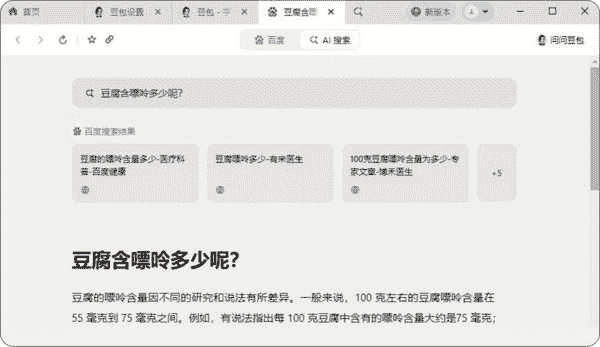 首页 豆包设置 豆包 - 字 豆腐含嘌 新版本
百度 AI 搜索 问问豆包
豆腐含嘌呤多少呢?
百度搜索结果
豆腐的嘌呤含量多少-医疗科普-百度健康
豆腐嘌呤多少-有来医生
100克豆腐嘌呤含量为多少-专家文章-博禾医生
+5
豆腐含嘌呤多少呢?
豆腐的嘌呤含量因不同的研究和说法有所差异。一般来说，100 克左右的豆腐嘌呤含量在
55 毫克到 75 毫克之间。例如，有说法指出每 100 克豆腐中含有的嘌呤含量大约是75 毫克；